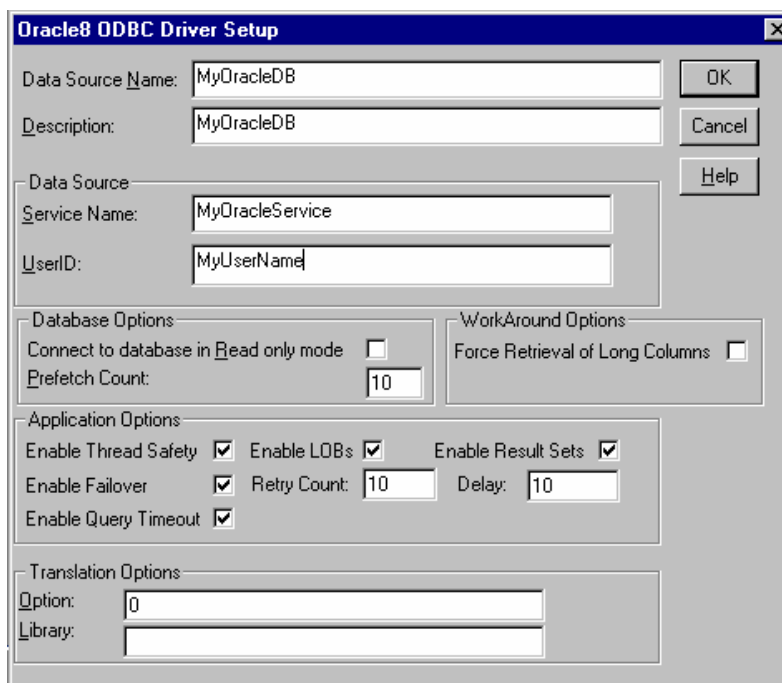 Oracle8 ODBC Driver Setup
Data Source Name: MyOracleDB OK
Description: MyOracleDB Cancel
Help
Data Source
Service Name: MyOracleService
UserID: MyUserName
Database Options WorkAround Options
Connect to database in Read only mode Force Retrieval of Long Columns
Prefetch Count: 10
Application Options
Enable Thread Safety Enable LOBs Enable Result Sets
Enable Failover Retry Count: 10 Delay: 10
Enable Query Timeout
Translation Options
Option: 0
Library: